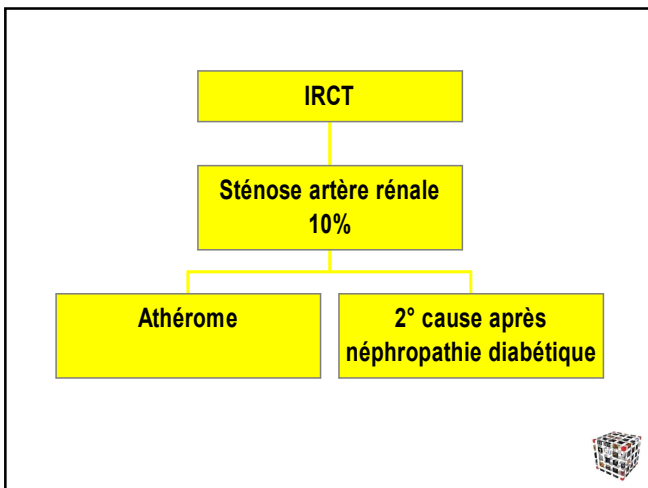 IRCT
Sténose artère rénale
10%
Athérome
2° cause après
néphropathie diabétique